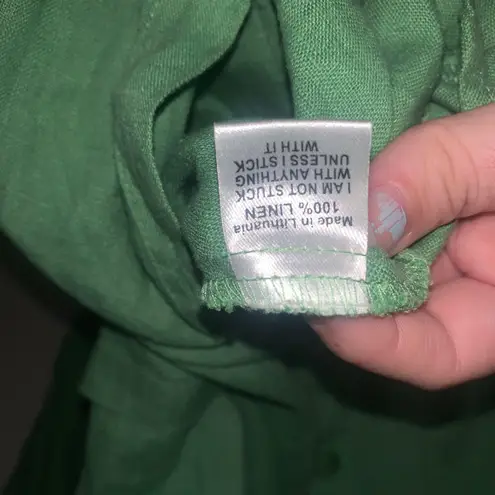 Made in Lithuania
100% LINEN
I AM NOT STUCK
WITH ANYTHING
UNLESS I STICK
WITH IT